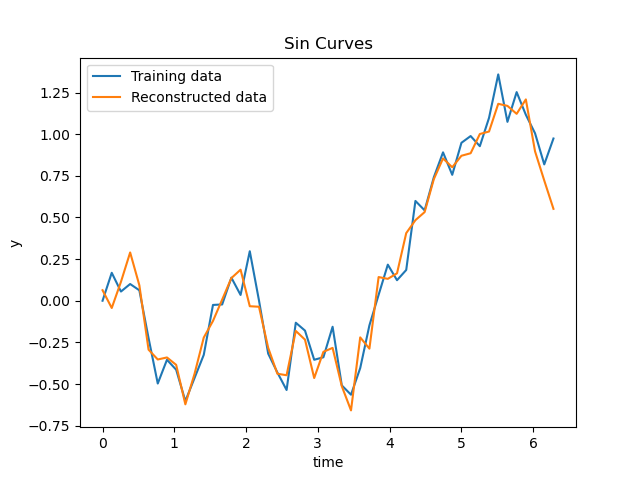 Sin Curves
Training data
Reconstructed data
1.25
1.00
0.75
0.50
0.25
0.00
−0.25
−0.50
−0.75
y
0 1 2 3 4 5 6
time